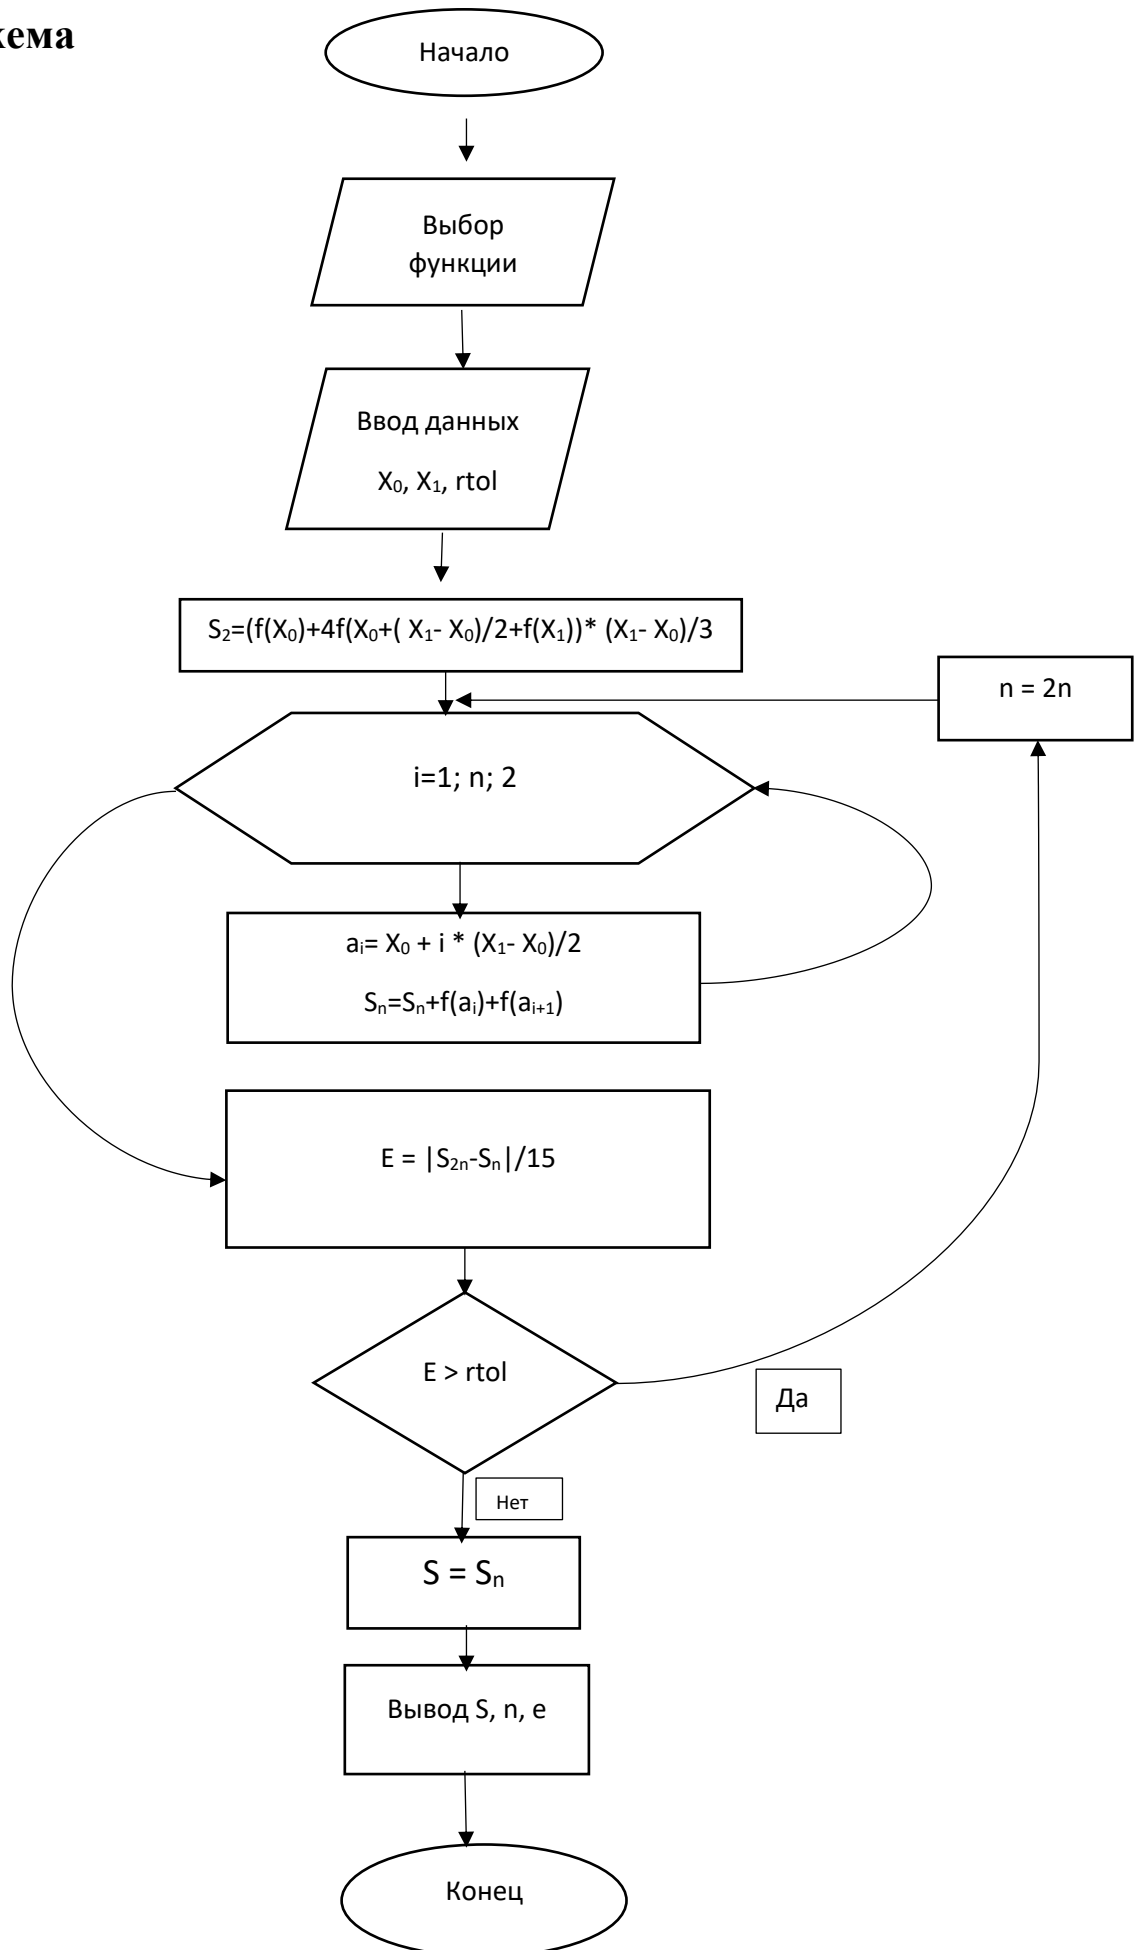 хема
Начало
Выбор
функции
Ввод данных
X₀, X₁, rtol
S₂=(f(X₀)+4f(X₀+( X₁- X₀)/2+f(X₁))* (X₁- X₀)/3
n = 2n
i=1; n; 2
aᵢ= X₀ + i * (X₁- X₀)/2
Sₙ=Sₙ+f(aᵢ)+f(aᵢ₊₁)
E = |S₂ₙ-Sₙ|/15
E > rtol
Да
Нет
S = Sₙ
Вывод S, n, e
Конец